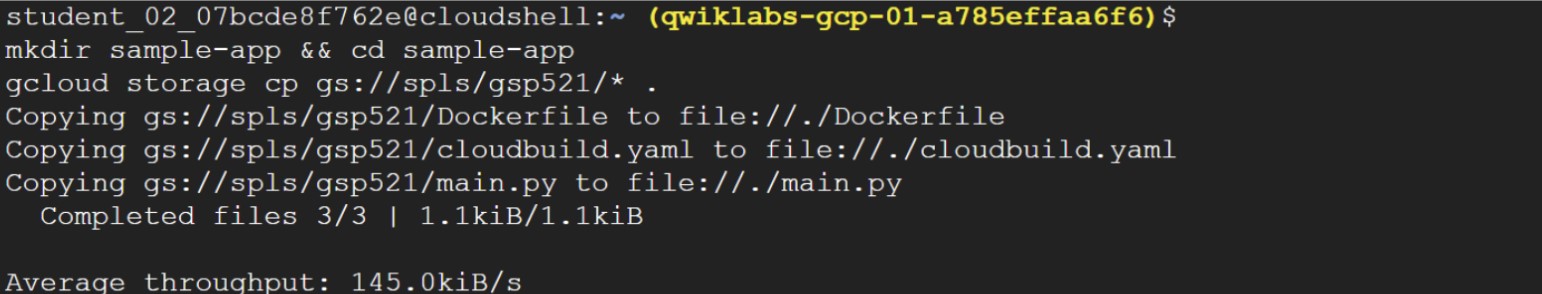 student_02_07bcde8f762e@cloudshell:~ (qwiklabs-gcp-01-a785effaa6f6)$
mkdir sample-app && cd sample-app
gcloud storage cp gs://spls/gsp521/* .
Copying gs://spls/gsp521/Dockerfile to file://./Dockerfile
Copying gs://spls/gsp521/cloudbuild.yaml to file://./cloudbuild.yaml
Copying gs://spls/gsp521/main.py to file://./main.py
  Completed files 3/3 | 1.1kiB/1.1kiB
Average throughput: 145.0kiB/s